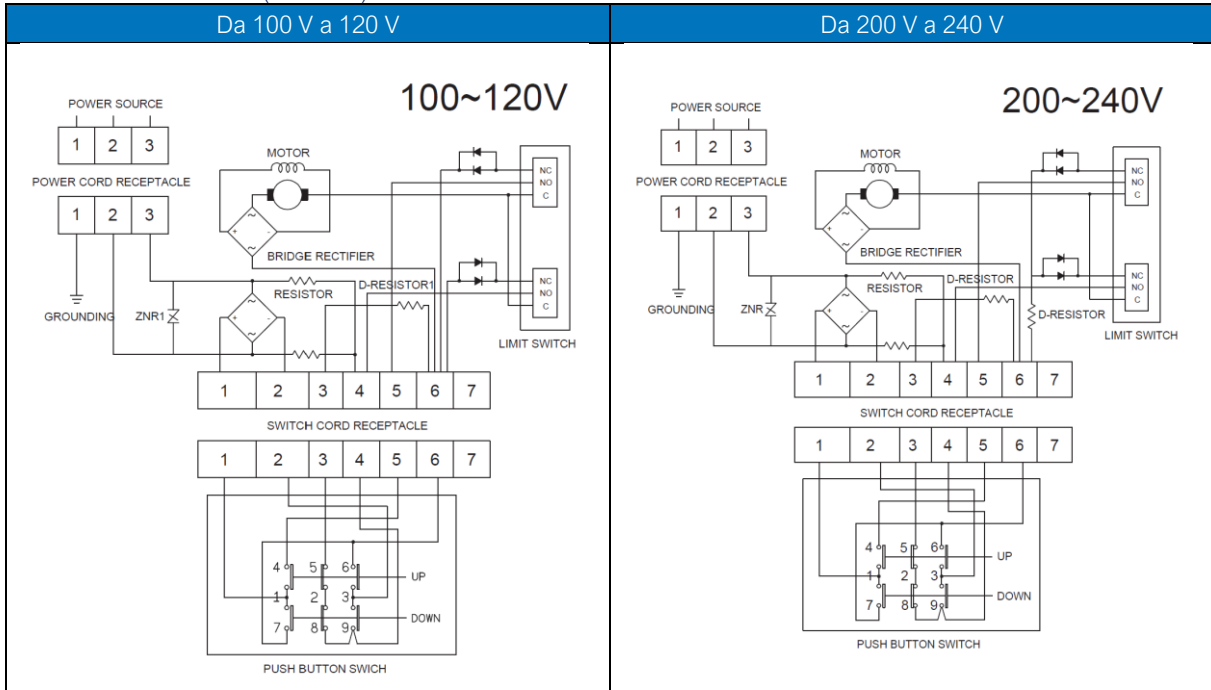 Da 100 V a 120 V
100~120V
POWER SOURCE
1 2 3
POWER CORD RECEPTACLE
1 2 3
MOTOR
~
+ -
~
BRIDGE RECTIFIER
NC
NO
C
NC
NO
C
LIMIT SWITCH
GROUNDING
ZNR1
RESISTOR
D-RESISTOR1
~
+ -
~
1 2 3 4 5 6 7
SWITCH CORD RECEPTACLE
1 2 3 4 5 6 7
4 5 6
UP
1 2 3
DOWN
7 8 9
PUSH BUTTON SWICH
Da 200 V a 240 V
200~240V
POWER SOURCE
1 2 3
POWER CORD RECEPTACLE
1 2 3
MOTOR
~
+ -
~
BRIDGE RECTIFIER
NC
NO
C
NC
NO
C
LIMIT SWITCH
GROUNDING
ZNR
RESISTOR
D-RESISTOR
~
+ -
~
D-RESISTOR
1 2 3 4 5 6 7
SWITCH CORD RECEPTACLE
1 2 3 4 5 6 7
4 5 6
UP
1 2 3
DOWN
7 8 9
PUSH BUTTON SWITCH